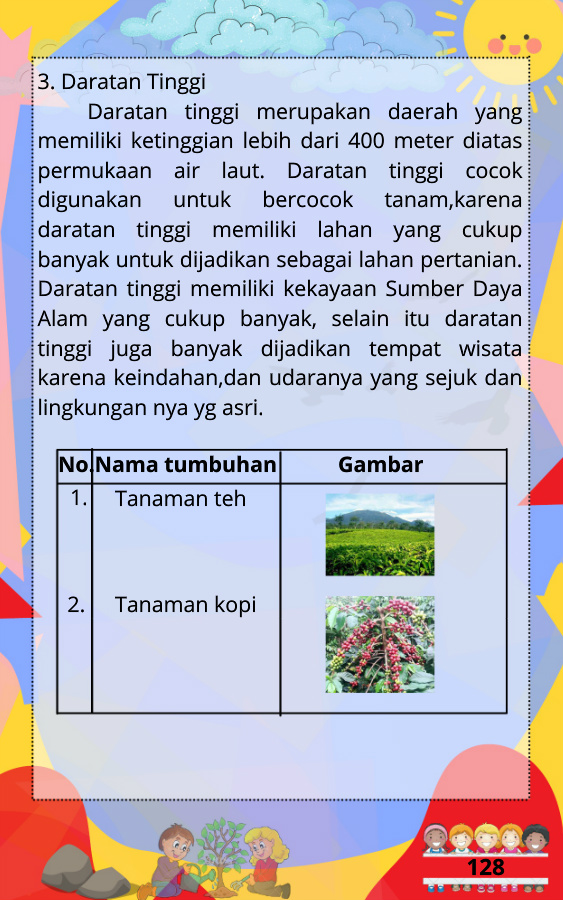 3. Daratan Tinggi
Daratan tinggi merupakan daerah yang
memiliki ketinggian lebih dari 400 meter diatas
permukaan air laut. Daratan tinggi cocok
digunakan untuk bercocok tanam,karena
daratan tinggi memiliki lahan yang cukup
banyak untuk dijadikan sebagai lahan pertanian.
Daratan tinggi memiliki kekayaan Sumber Daya
Alam yang cukup banyak, selain itu daratan
tinggi juga banyak dijadikan tempat wisata
karena keindahan,dan udaranya yang sejuk dan
lingkungan nya yg asri.
No. Nama tumbuhan Gambar
1. Tanaman teh
2. Tanaman kopi
128